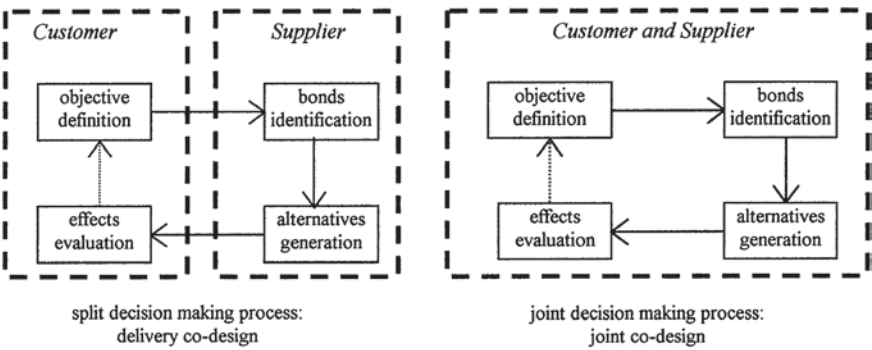 Customer
Supplier
objective
definition
bonds
identification
effects
evaluation
alternatives
generation
split decision making process:
delivery co-design
Customer and Supplier
objective
definition
bonds
identification
effects
evaluation
alternatives
generation
joint decision making process:
joint co-design